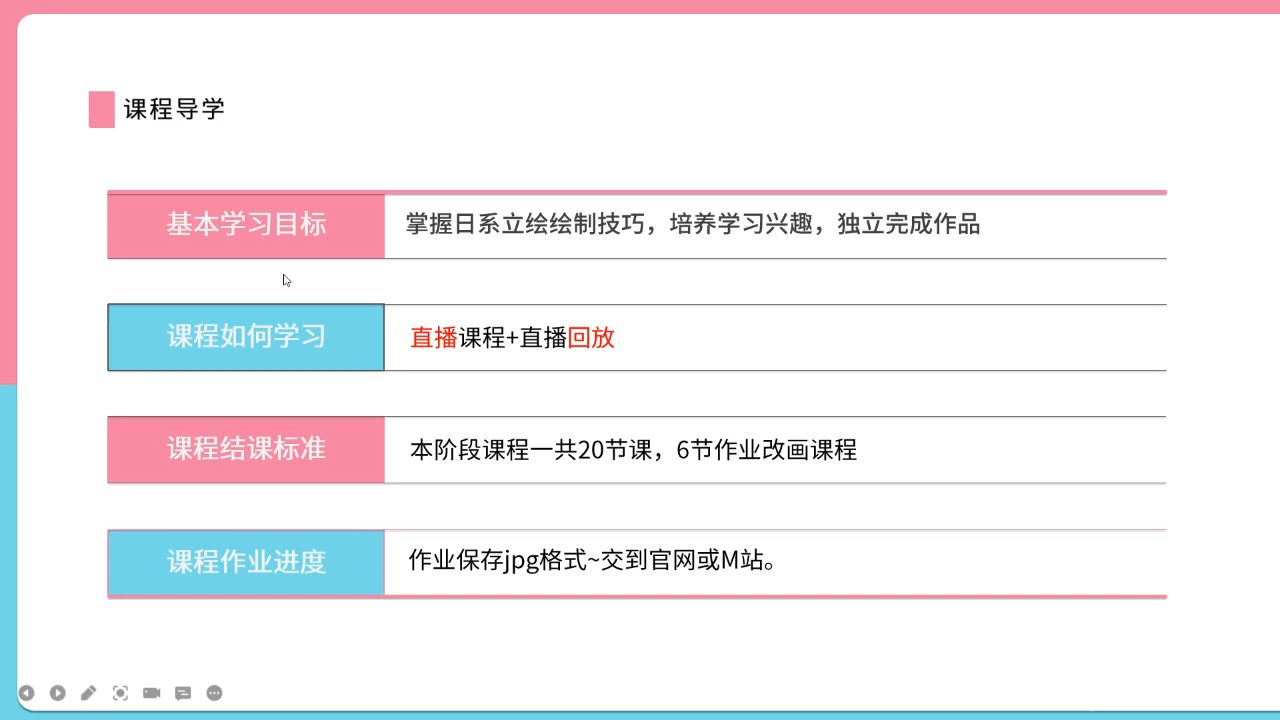 课程导学
基本学习目标
掌握日系立绘绘制技巧，培养学习兴趣，独立完成作品
课程如何学习
直播课程+直播回放
课程结课标准
本阶段课程一共20节课，6节作业改画课程
课程作业进度
作业保存jpg格式~交到官网或M站。